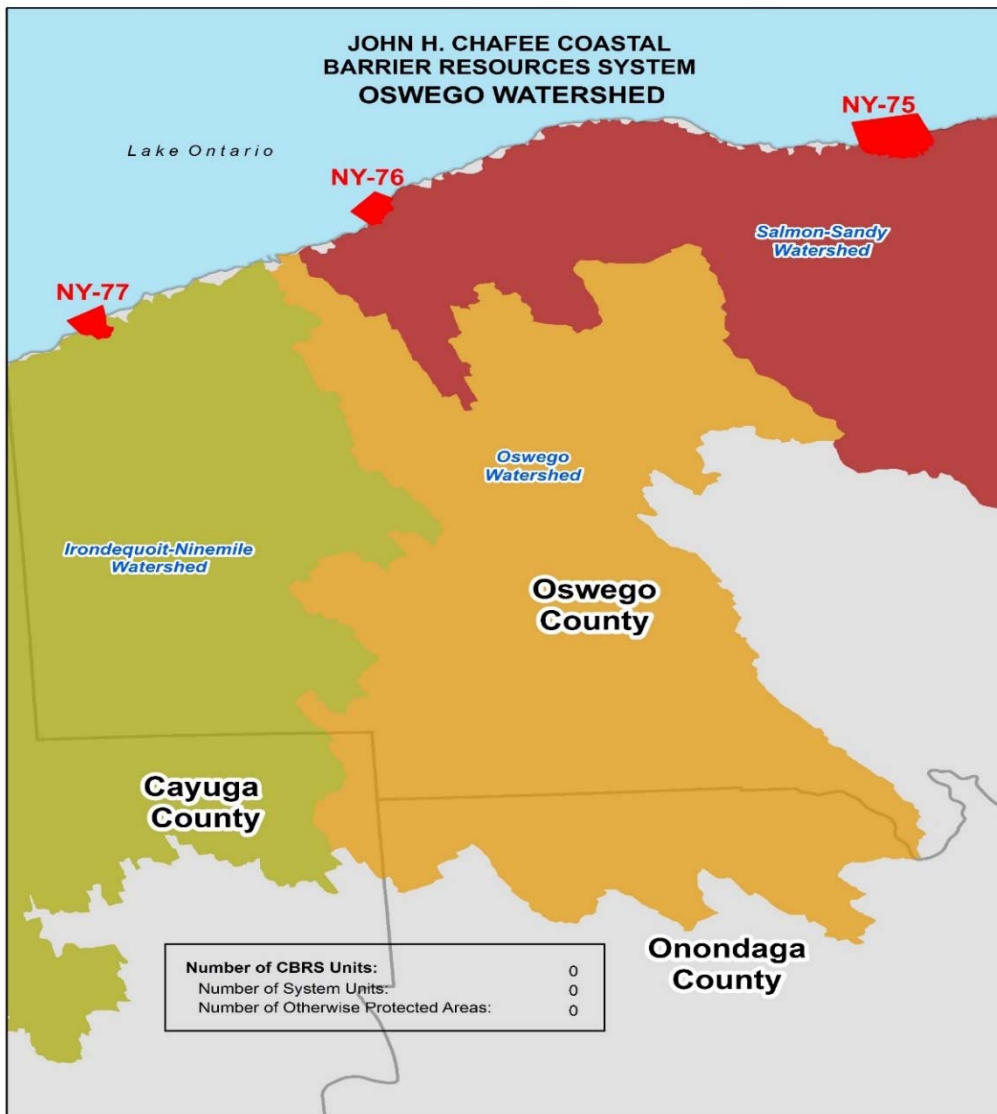 JOHN H. CHAFEE COASTAL
BARRIER RESOURCES SYSTEM
OSWEGO WATERSHED
NY-75
Lake Ontario
NY-76
Salmon-Sandy
Watershed
NY-77
Oswego
Watershed
Irondequoit-Ninemile
Watershed
Oswego
County
Cayuga
County
Onondaga
County
Number of CBRS Units: 0
Number of System Units: 0
Number of Otherwise Protected Areas: 0